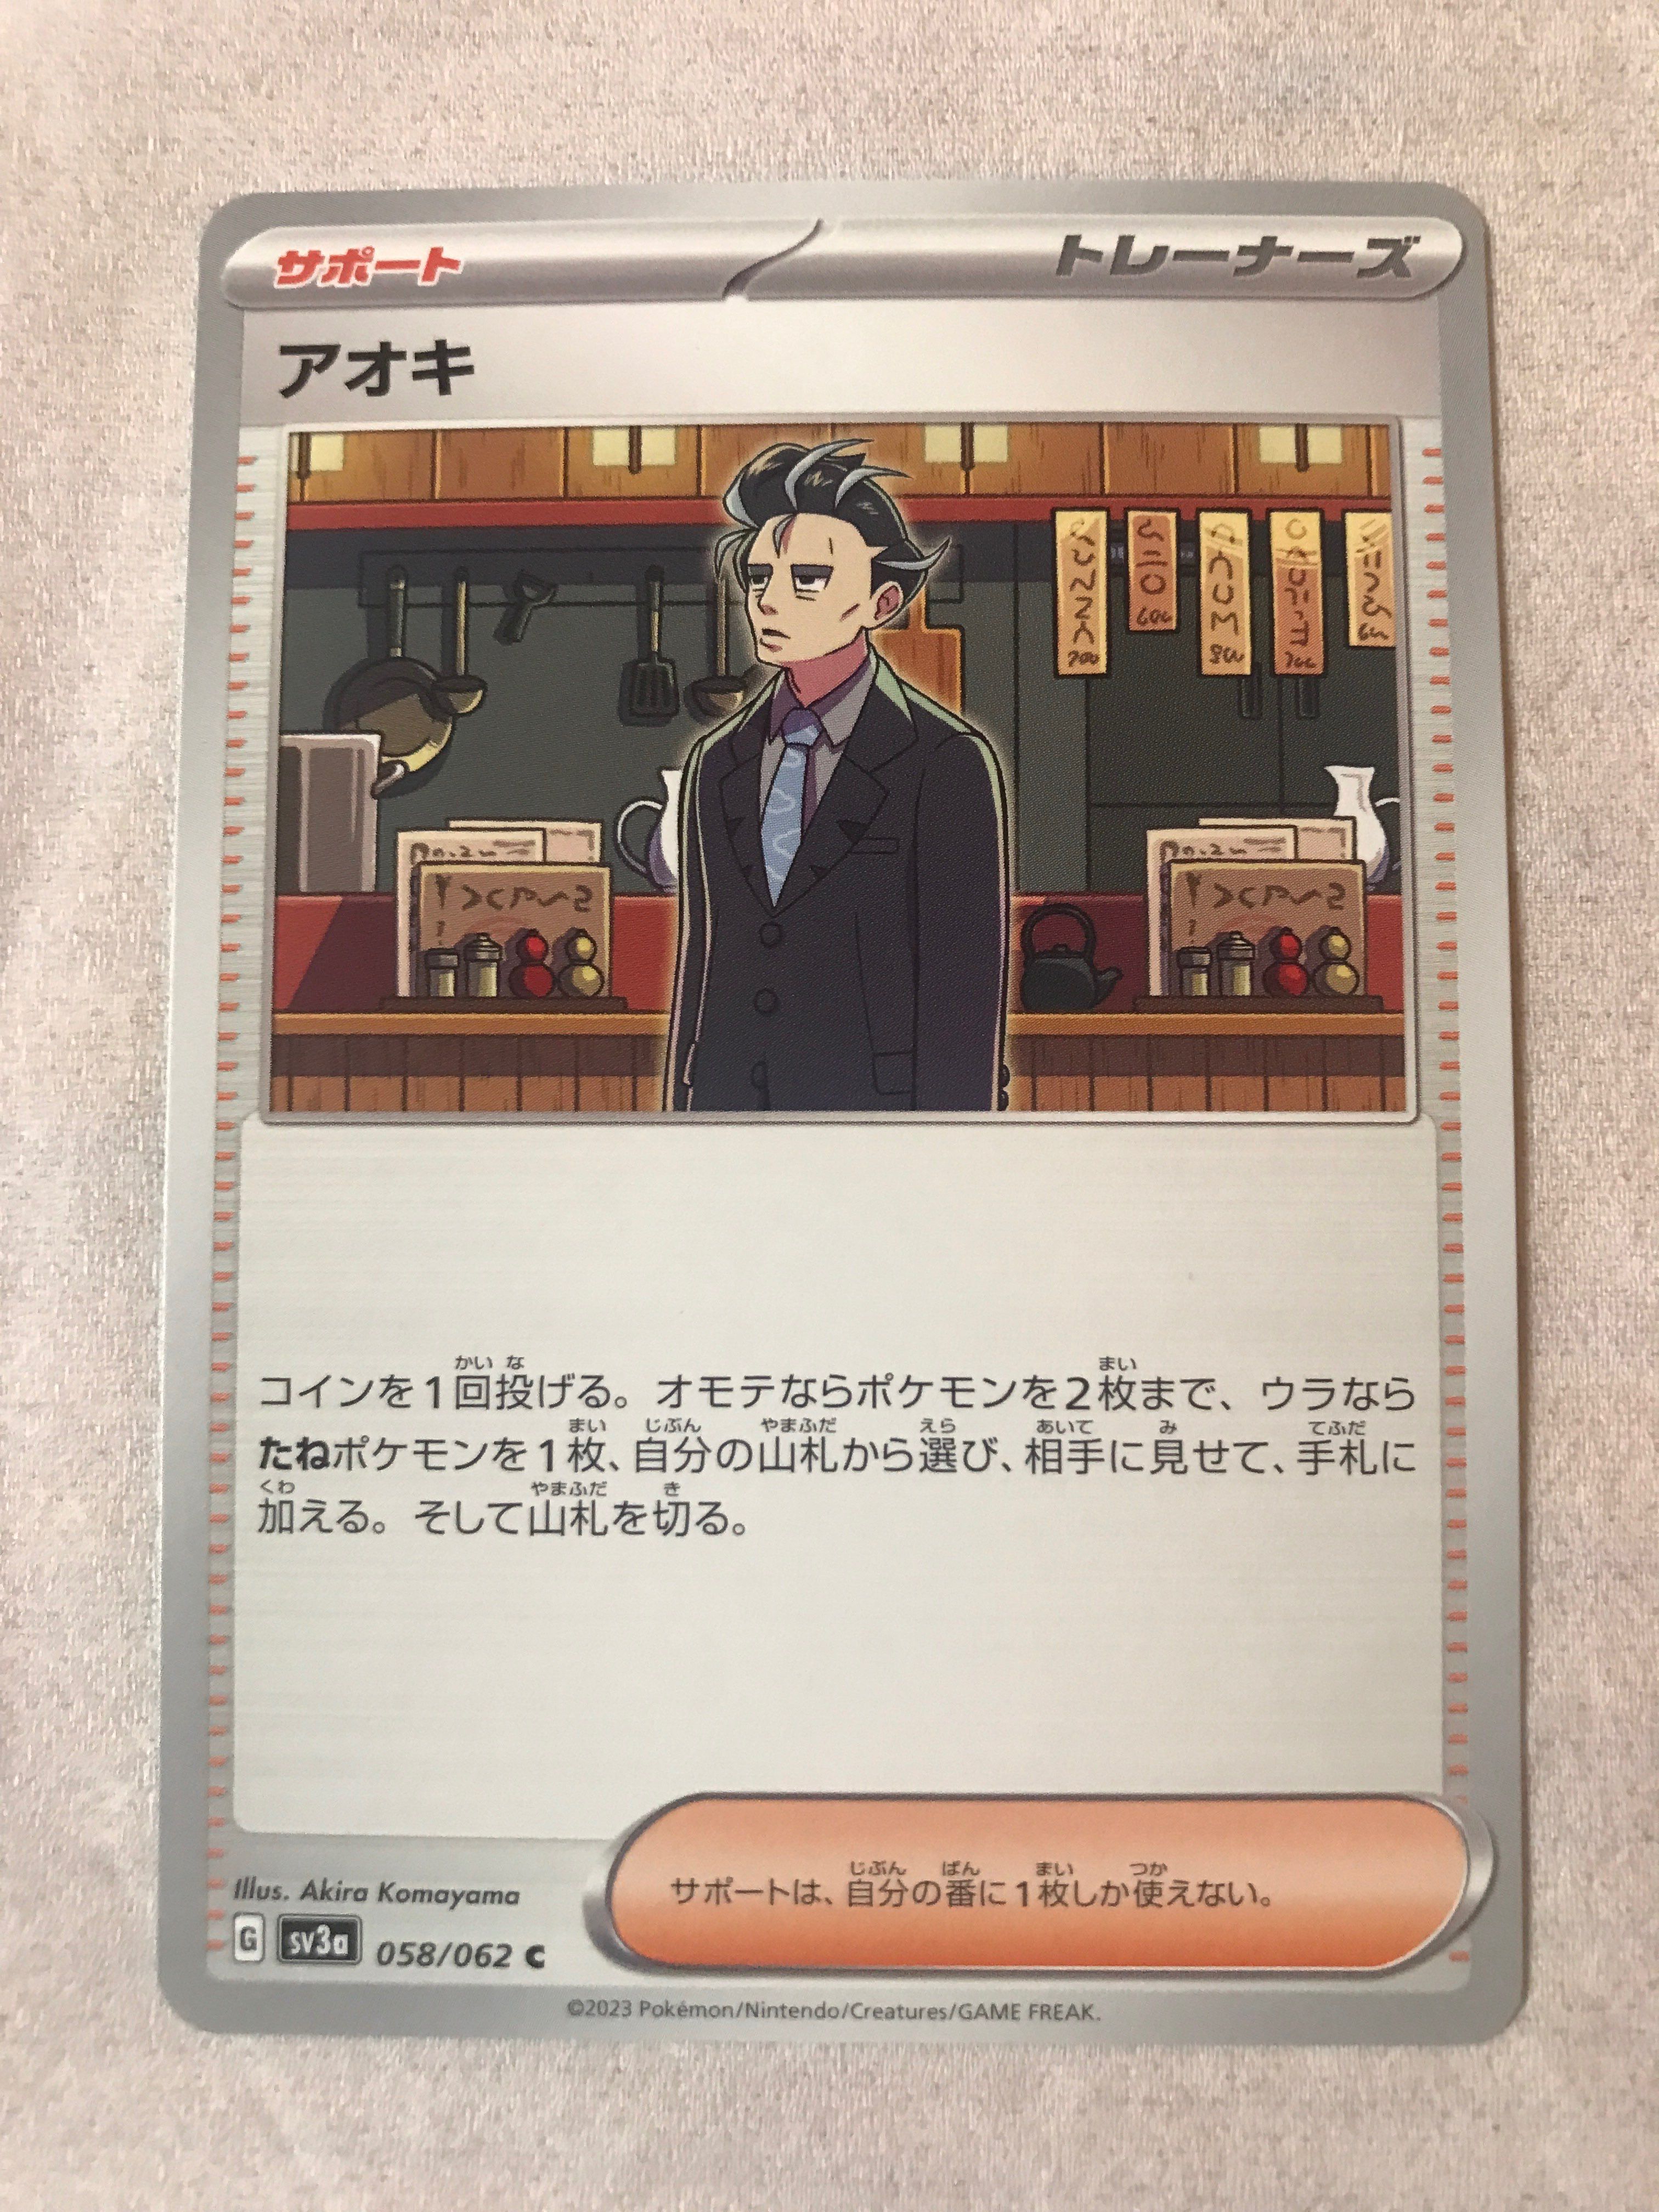 サポート
トレーナーズ
アオキ
コインを1回投げる。オモテならポケモンを2枚まで、ウラなら
たねポケモンを1枚、自分の山札から選び、相手に見せて、手札に
加える。そして山札を切る。
サポートは、自分の番に1枚しか使えない。
Illus. Akira Komayama
G SV3a 058/062 C
©2023 Pokémon/Nintendo/Creatures/GAME FREAK.